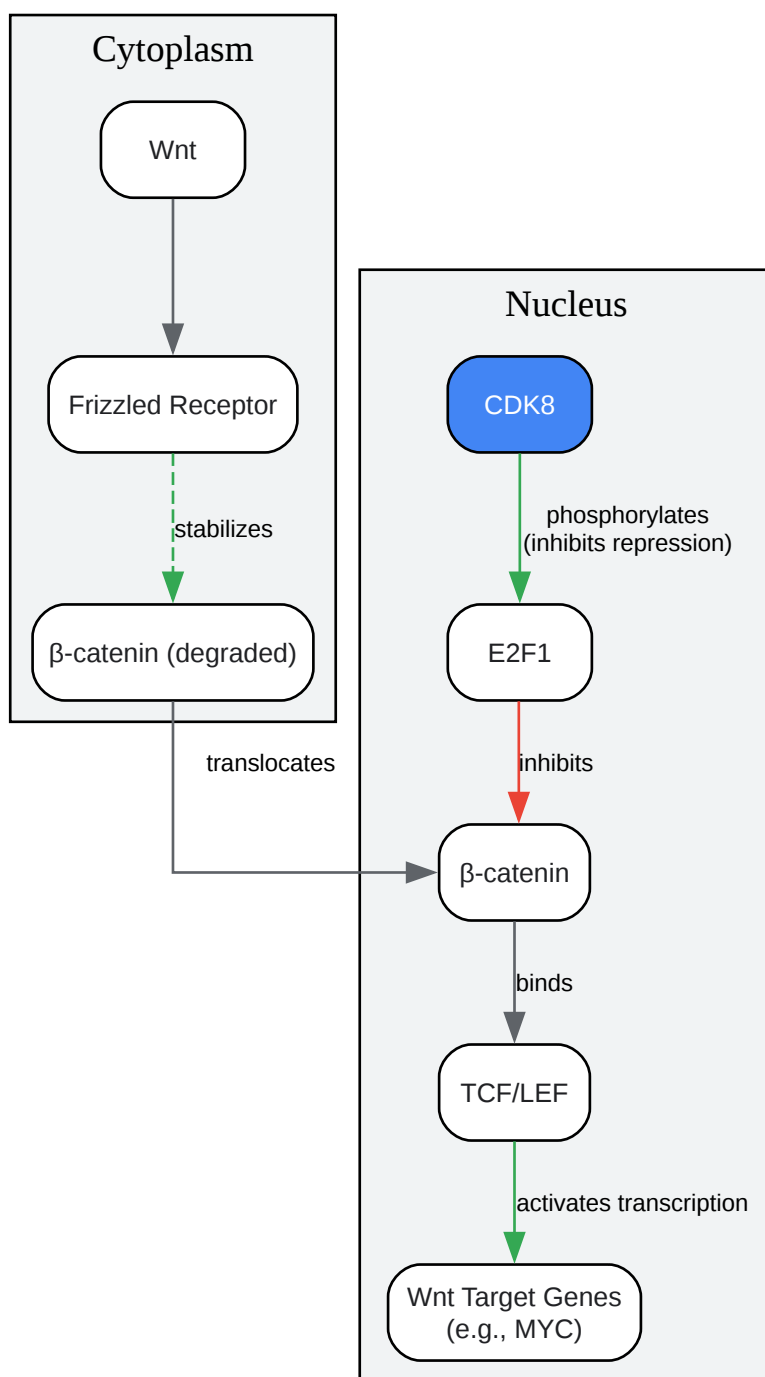 Cytoplasm
Wnt
Frizzled Receptor
stabilizes
β-catenin (degraded)
translocates
Nucleus
CDK8
phosphorylates
(inhibits repression)
E2F1
inhibits
β-catenin
binds
TCF/LEF
activates transcription
Wnt Target Genes
(e.g., MYC)